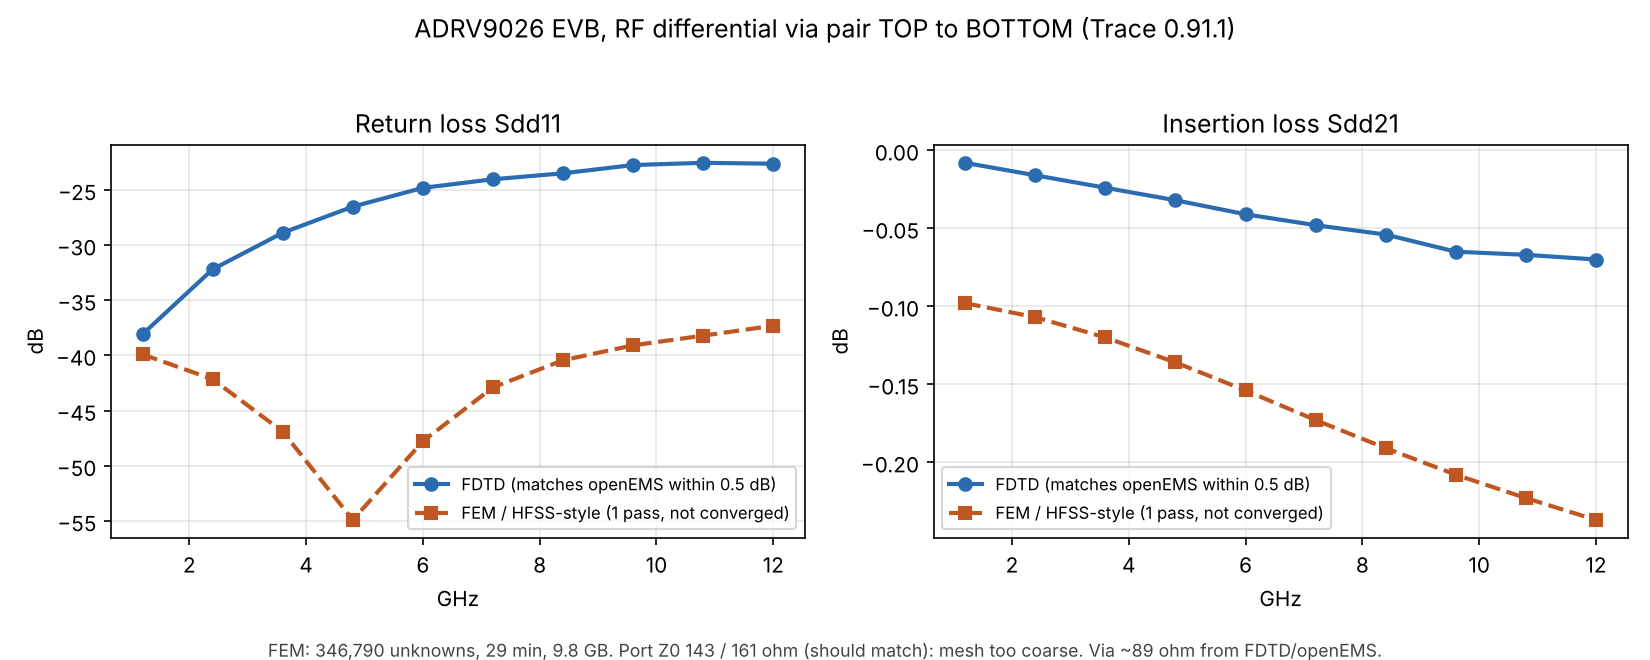 ADRV9026 EVB, RF differential via pair TOP to BOTTOM (Trace 0.91.1)
Return loss Sdd11
dB
−25
−30
−35
−40
−45
−50
−55
FDTD (matches openEMS within 0.5 dB)
FEM / HFSS-style (1 pass, not converged)
2
4
6
8
10
12
GHz
Insertion loss Sdd21
dB
0.00
−0.05
−0.10
−0.15
−0.20
FDTD (matches openEMS within 0.5 dB)
FEM / HFSS-style (1 pass, not converged)
2
4
6
8
10
12
GHz
FEM: 346,790 unknowns, 29 min, 9.8 GB. Port Z0 143 / 161 ohm (should match): mesh too coarse. Via ~89 ohm from FDTD/openEMS.